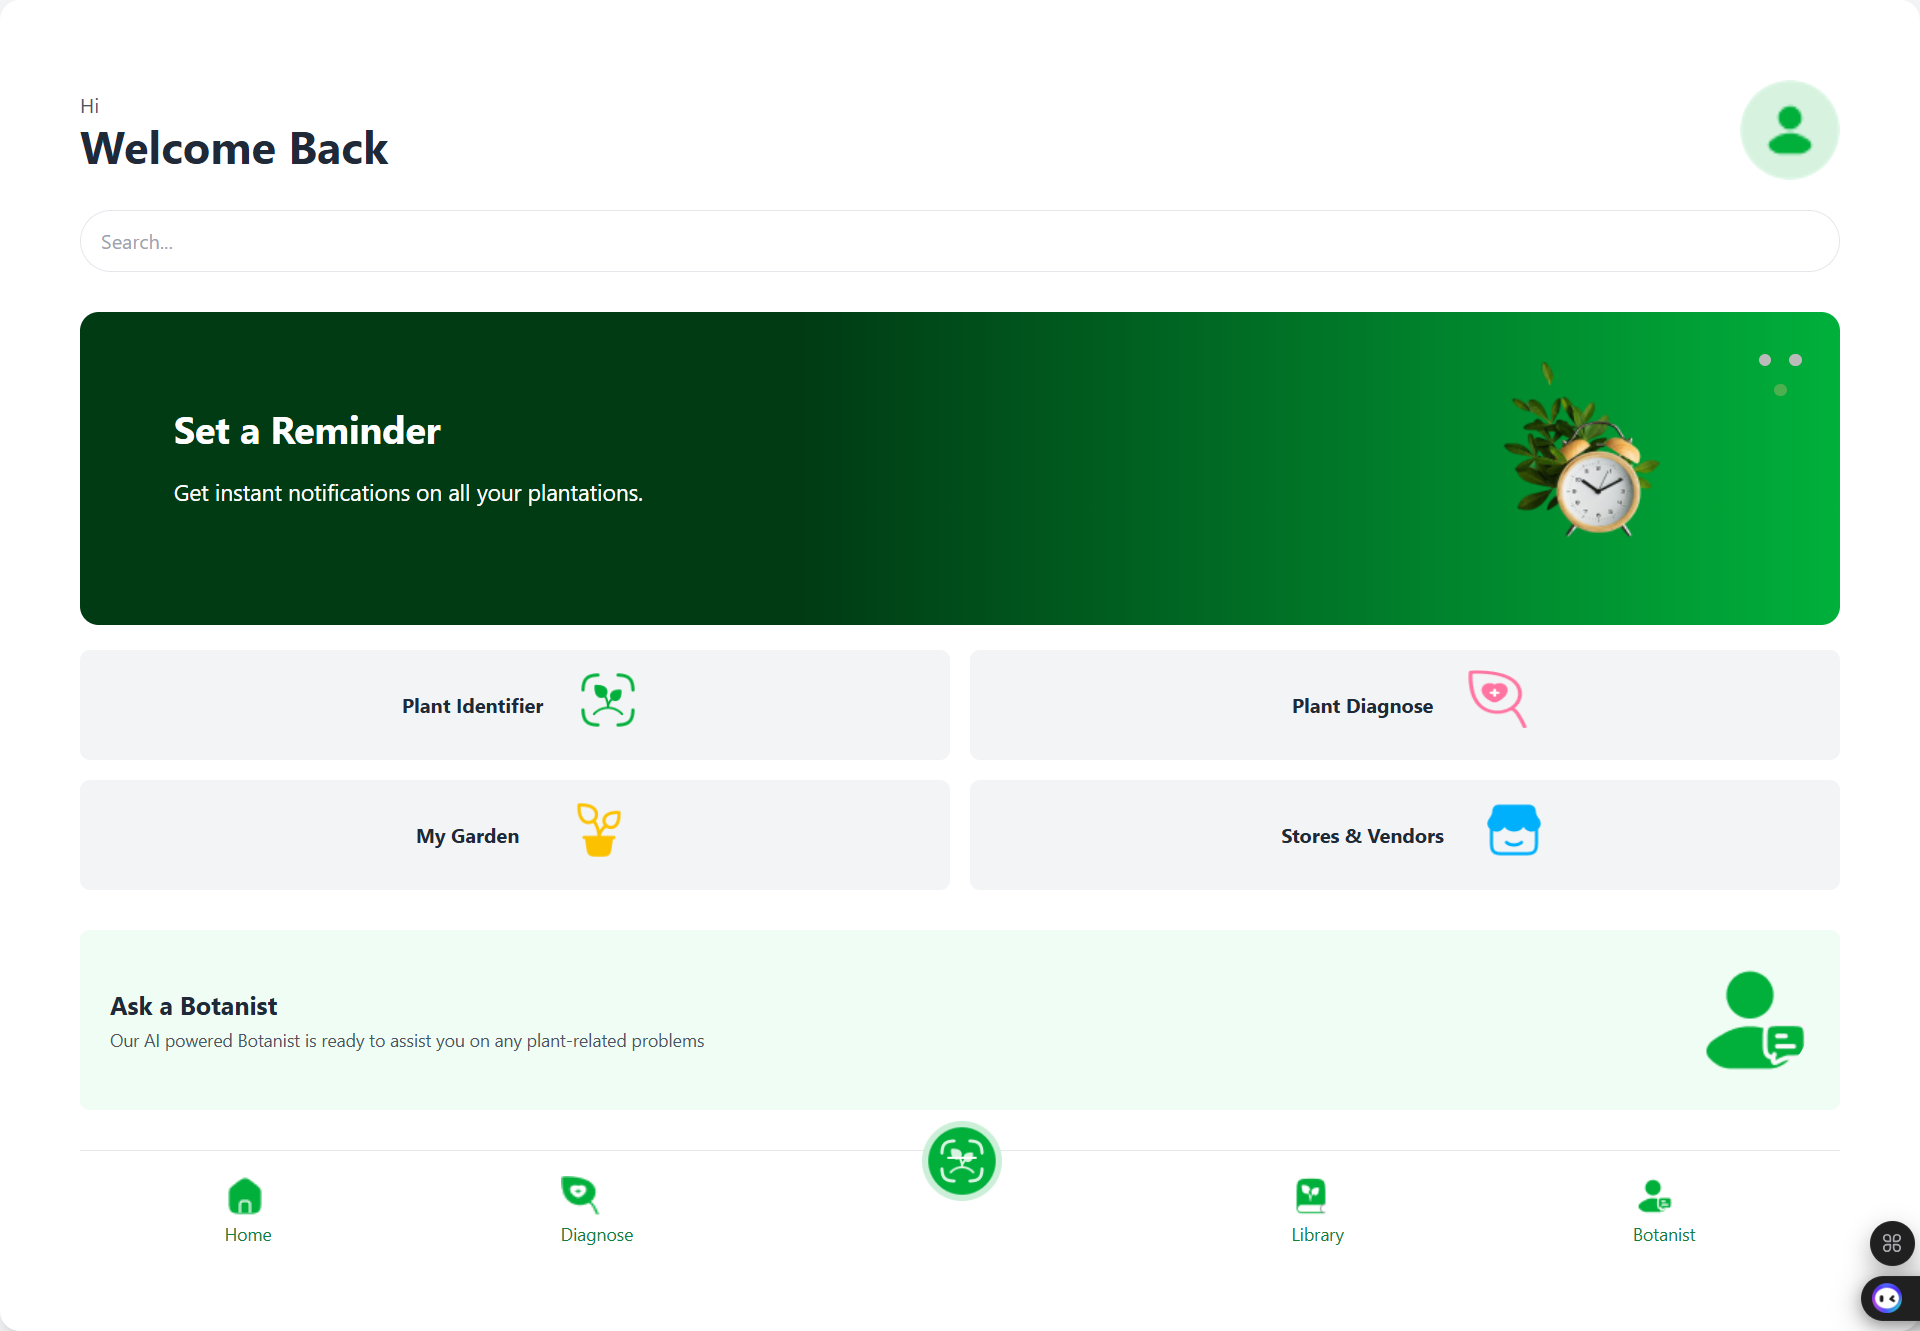 Hi
Welcome Back
Search...
Set a Reminder
Get instant notifications on all your plantations.
Plant Identifier
Plant Diagnose
My Garden
Stores & Vendors
Ask a Botanist
Our AI powered Botanist is ready to assist you on any plant-related problems
Home
Diagnose
Library
Botanist